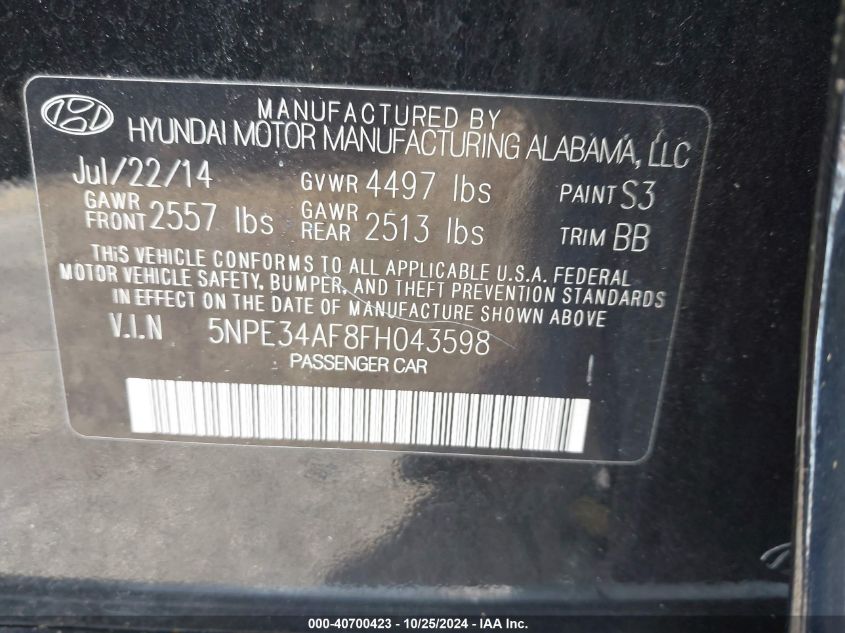 MANUFACTURED BY
HYUNDAI MOTOR MANUFACTURING ALABAMA, LLC
Jul/22/14 GVWR 4497 lbs PAINT S3
GAWR FRONT 2557 lbs GAWR REAR 2513 lbs TRIM BB
THIS VEHICLE CONFORMS TO ALL APPLICABLE U.S.A. FEDERAL
MOTOR VEHICLE SAFETY, BUMPER, AND THEFT PREVENTION STANDARDS
IN EFFECT ON THE DATE OF MANUFACTURE SHOWN ABOVE
V.I.N 5NPE34AF8FH043598
PASSENGER CAR
000-40700423 - 10/25/2024 - IAA Inc.